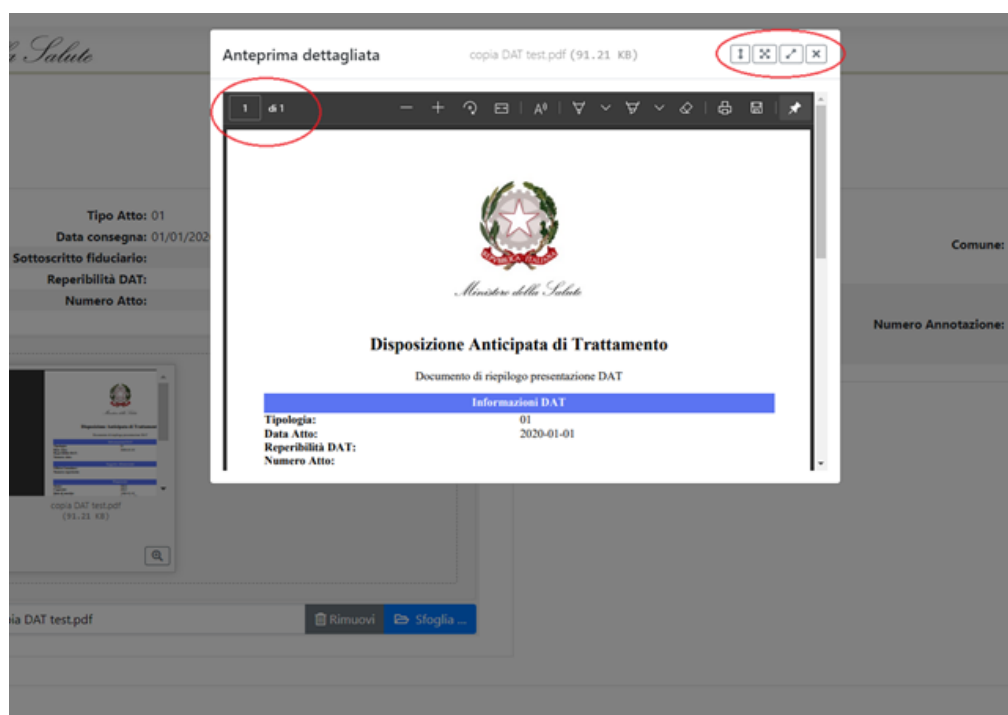 Salute
Anteprima dettagliata
copia DAT test.pdf (91.21 KB)
1 di 1
REPVBBLICA ITALIANA
Ministero della Salute
Disposizione Anticipata di Trattamento
Documento di riepilogo presentazione DAT
Informazioni DAT
Tipologia: 01
Data Atto: 2020-01-01
Reperibilità DAT:
Numero Atto:
Tipo Atto: 01
Data consegna: 01/01/202
Sottoscritto fiduciario:
Reperibilità DAT:
Numero Atto:
Comune:
Numero Annotazione:
copia DAT test.pdf
(91.21 KB)
ia DAT test.pdf
Rimuovi
Sfoglia ...